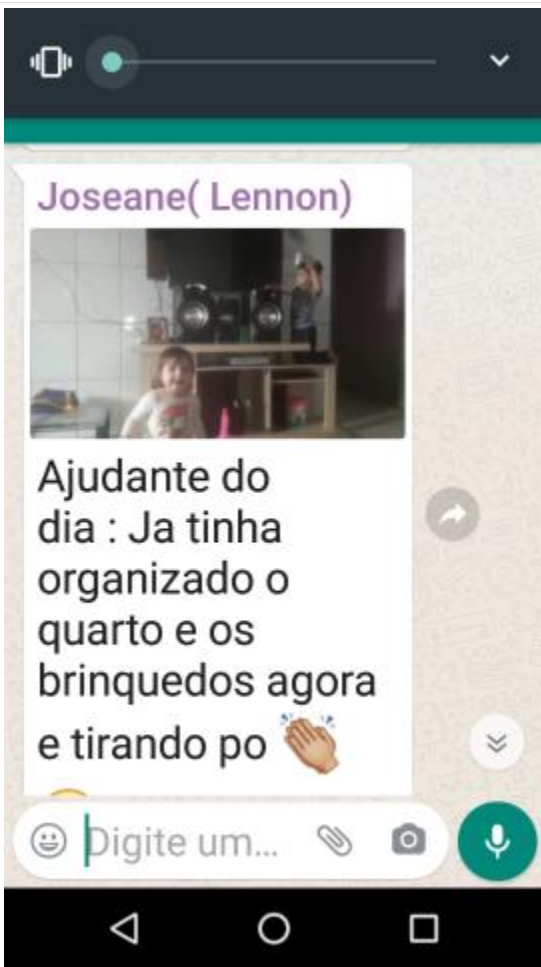 Joseane( Lennon)
Ajudante do
dia : Ja tinha
organizado o
quarto e os
brinquedos agora
e tirando po 👏
Digite um...